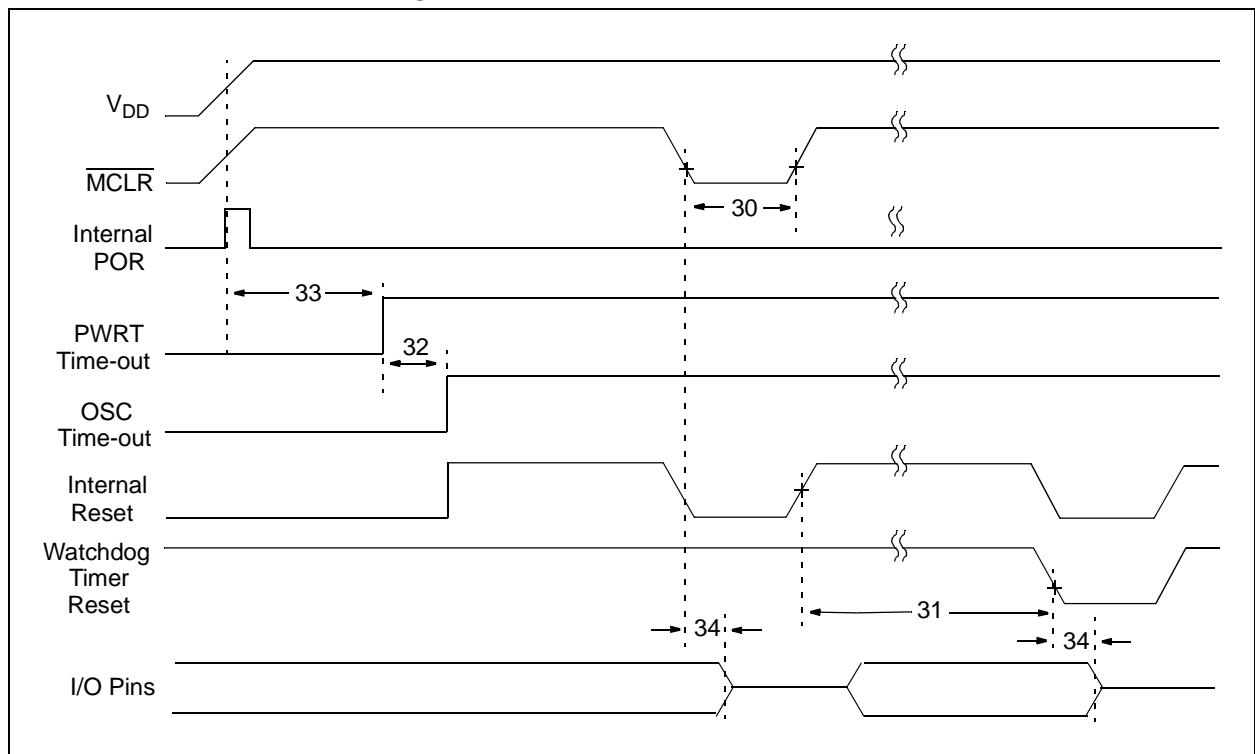 VDD
MCLR
30
Internal
POR
33
PWRT
Time-out
32
OSC
Time-out
Internal
Reset
Watchdog
Timer
Reset
31
34
34
I/O Pins